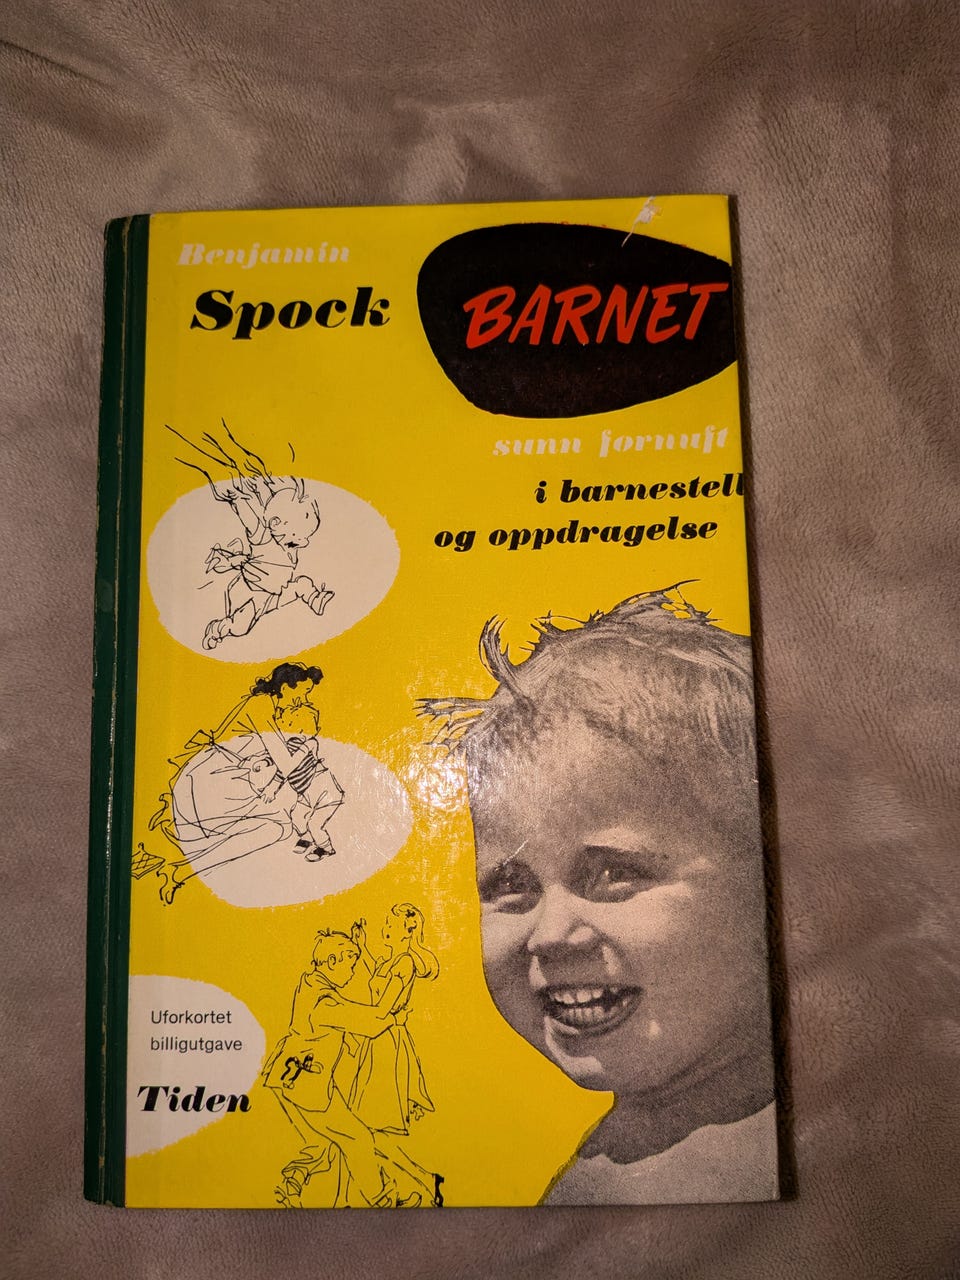 Benjamin
Spock
BARNET
sunn fornuft
i barnestell
og oppdragelse
Uforkortet
billigutgave
Tiden